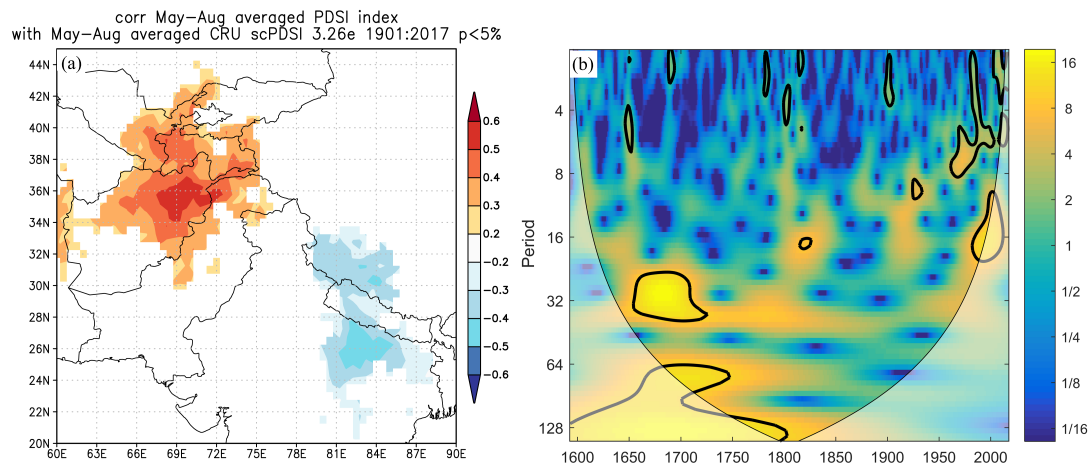 corr May-Aug averaged PDSI index
with May-Aug averaged CRU scPDSI 3.26e 1901:2017 p<5%
(a)
44N
42N
40N
38N
36N
34N
32N
30N
28N
26N
24N
22N
20N
60E 63E 66E 69E 72E 75E 78E 81E 84E 87E 90E
0.6
0.5
0.4
0.3
0.2
-0.2
-0.3
-0.4
-0.5
-0.6
(b)
Period
4
8
16
32
64
128
1600 1650 1700 1750 1800 1850 1900 1950 2000
16
8
4
2
1
1/2
1/4
1/8
1/16